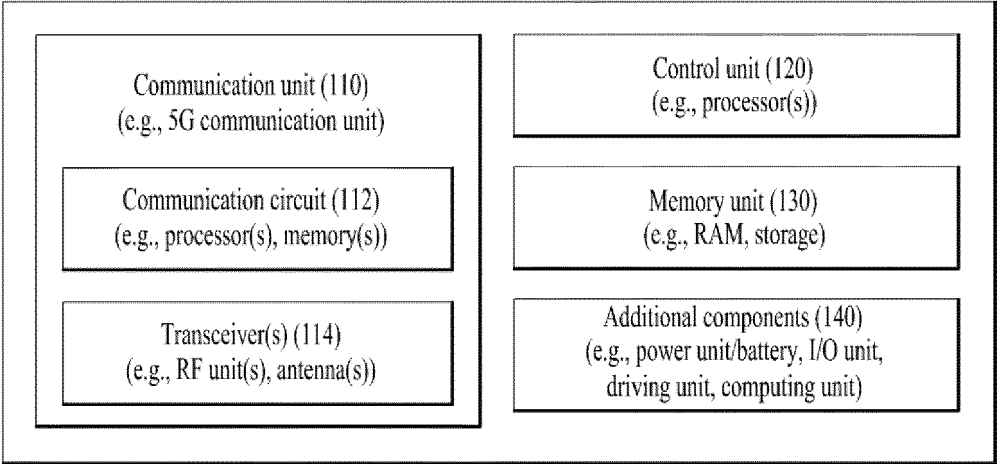 Communication unit (110)
(e.g., 5G communication unit)
Communication circuit (112)
(e.g., processor(s), memory(s))
Transceiver(s) (114)
(e.g., RF unit(s), antenna(s))
Control unit (120)
(e.g., processor(s))
Memory unit (130)
(e.g., RAM, storage)
Additional components (140)
(e.g., power unit/battery, I/O unit,
driving unit, computing unit)